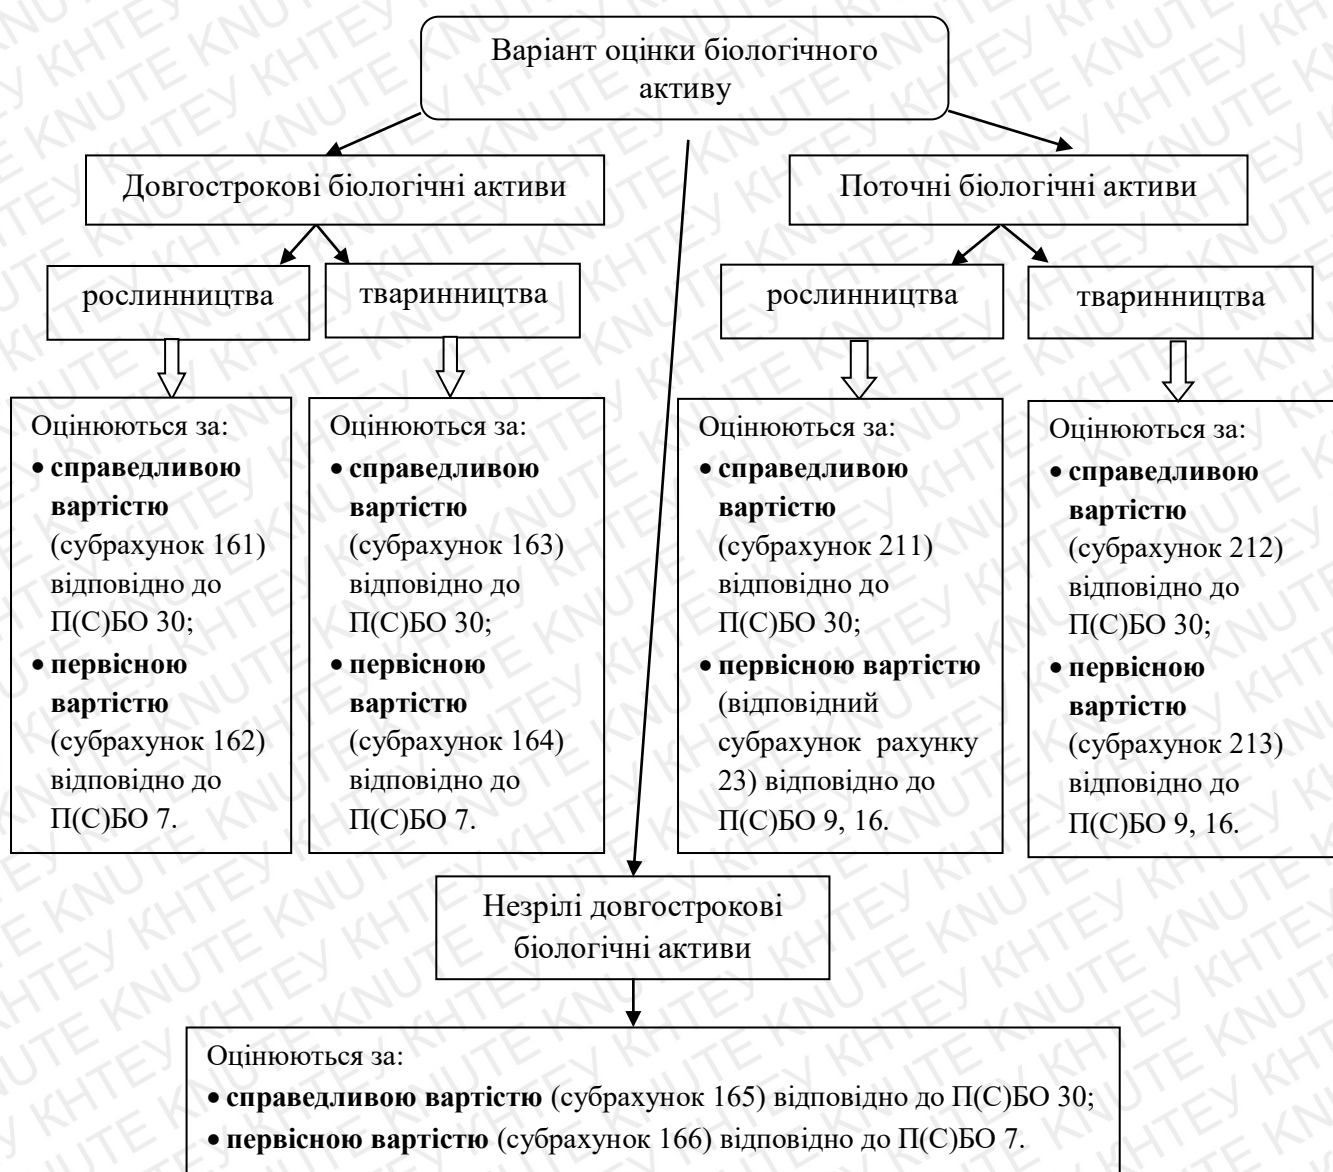 Варіант оцінки біологічного
активу
Довгострокові біологічні активи
Поточні біологічні активи
рослинництва
тваринництва
рослинництва
тваринництва
Оцінюються за:
• справедливою
вартістю
(субрахунок 161)
відповідно до
П(С)БО 30;
• первісною
вартістю
(субрахунок 162)
відповідно до
П(С)БО 7.
Оцінюються за:
• справедливою
вартістю
(субрахунок 163)
відповідно до
П(С)БО 30;
• первісною
вартістю
(субрахунок 164)
відповідно до
П(С)БО 7.
Оцінюються за:
• справедливою
вартістю
(субрахунок 211)
відповідно до
П(С)БО 30;
• первісною вартістю
(відповідний
субрахунок рахунку
23) відповідно до
П(С)БО 9, 16.
Оцінюються за:
• справедливою
вартістю
(субрахунок 212)
відповідно до
П(С)БО 30;
• первісною
вартістю
(субрахунок 213)
відповідно до
П(С)БО 9, 16.
Незрілі довгострокові
біологічні активи
Оцінюються за:
• справедливою вартістю (субрахунок 165) відповідно до П(С)БО 30;
• первісною вартістю (субрахунок 166) відповідно до П(С)БО 7.